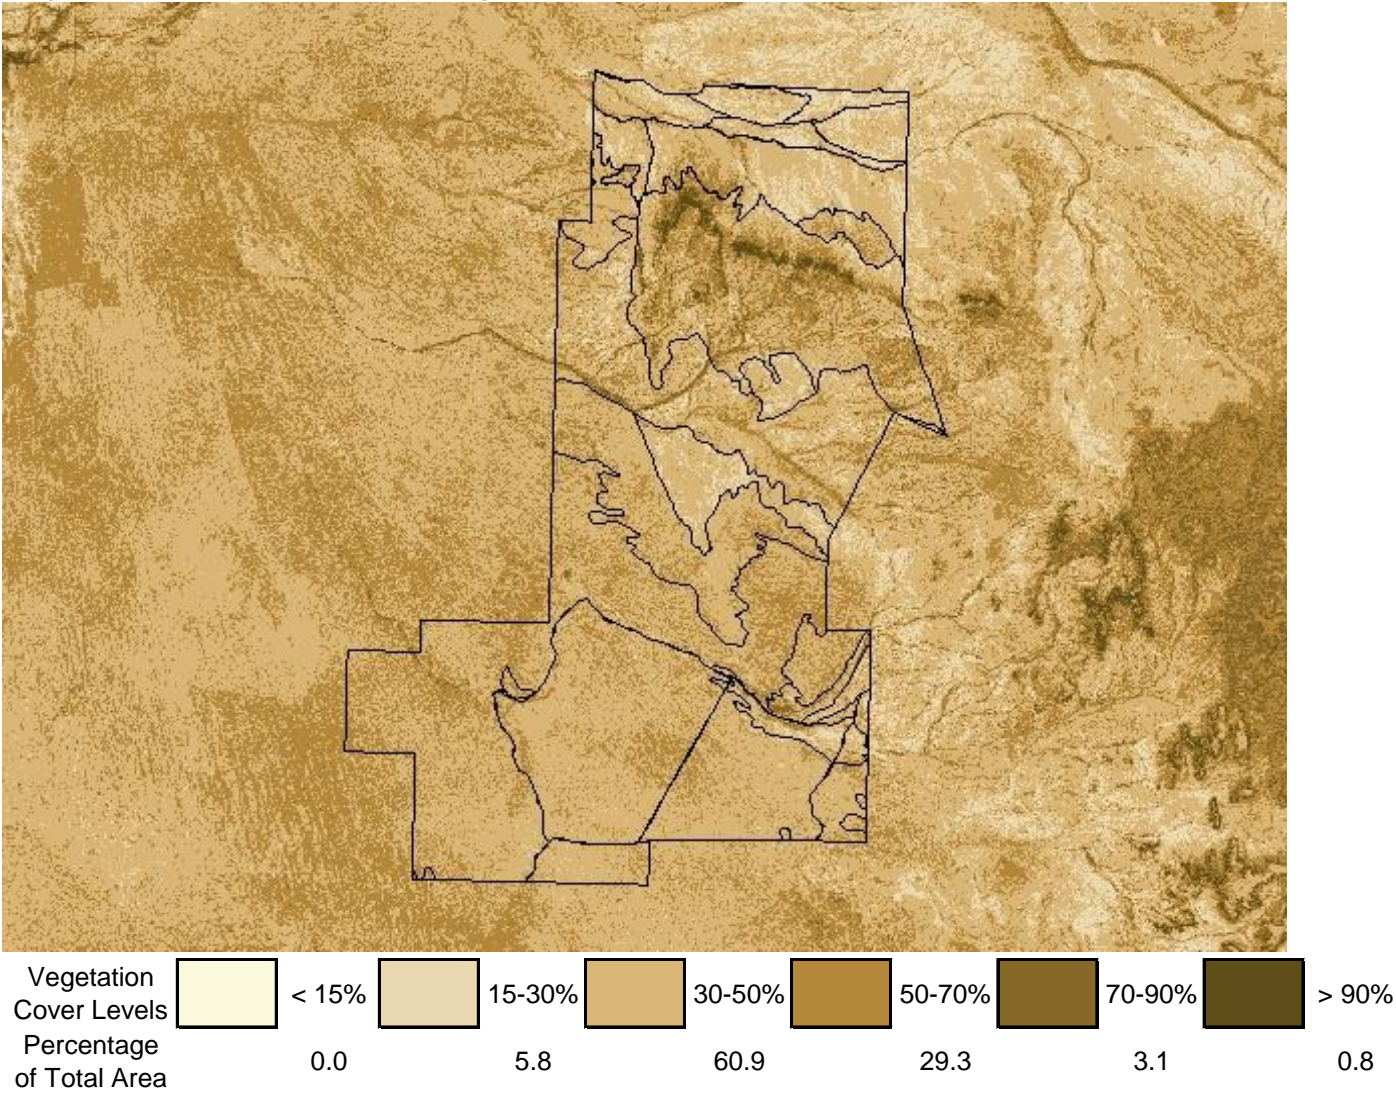 Vegetation Cover Levels < 15% 15-30% 30-50% 50-70% 70-90% > 90%
Percentage of Total Area 0.0 5.8 60.9 29.3 3.1 0.8